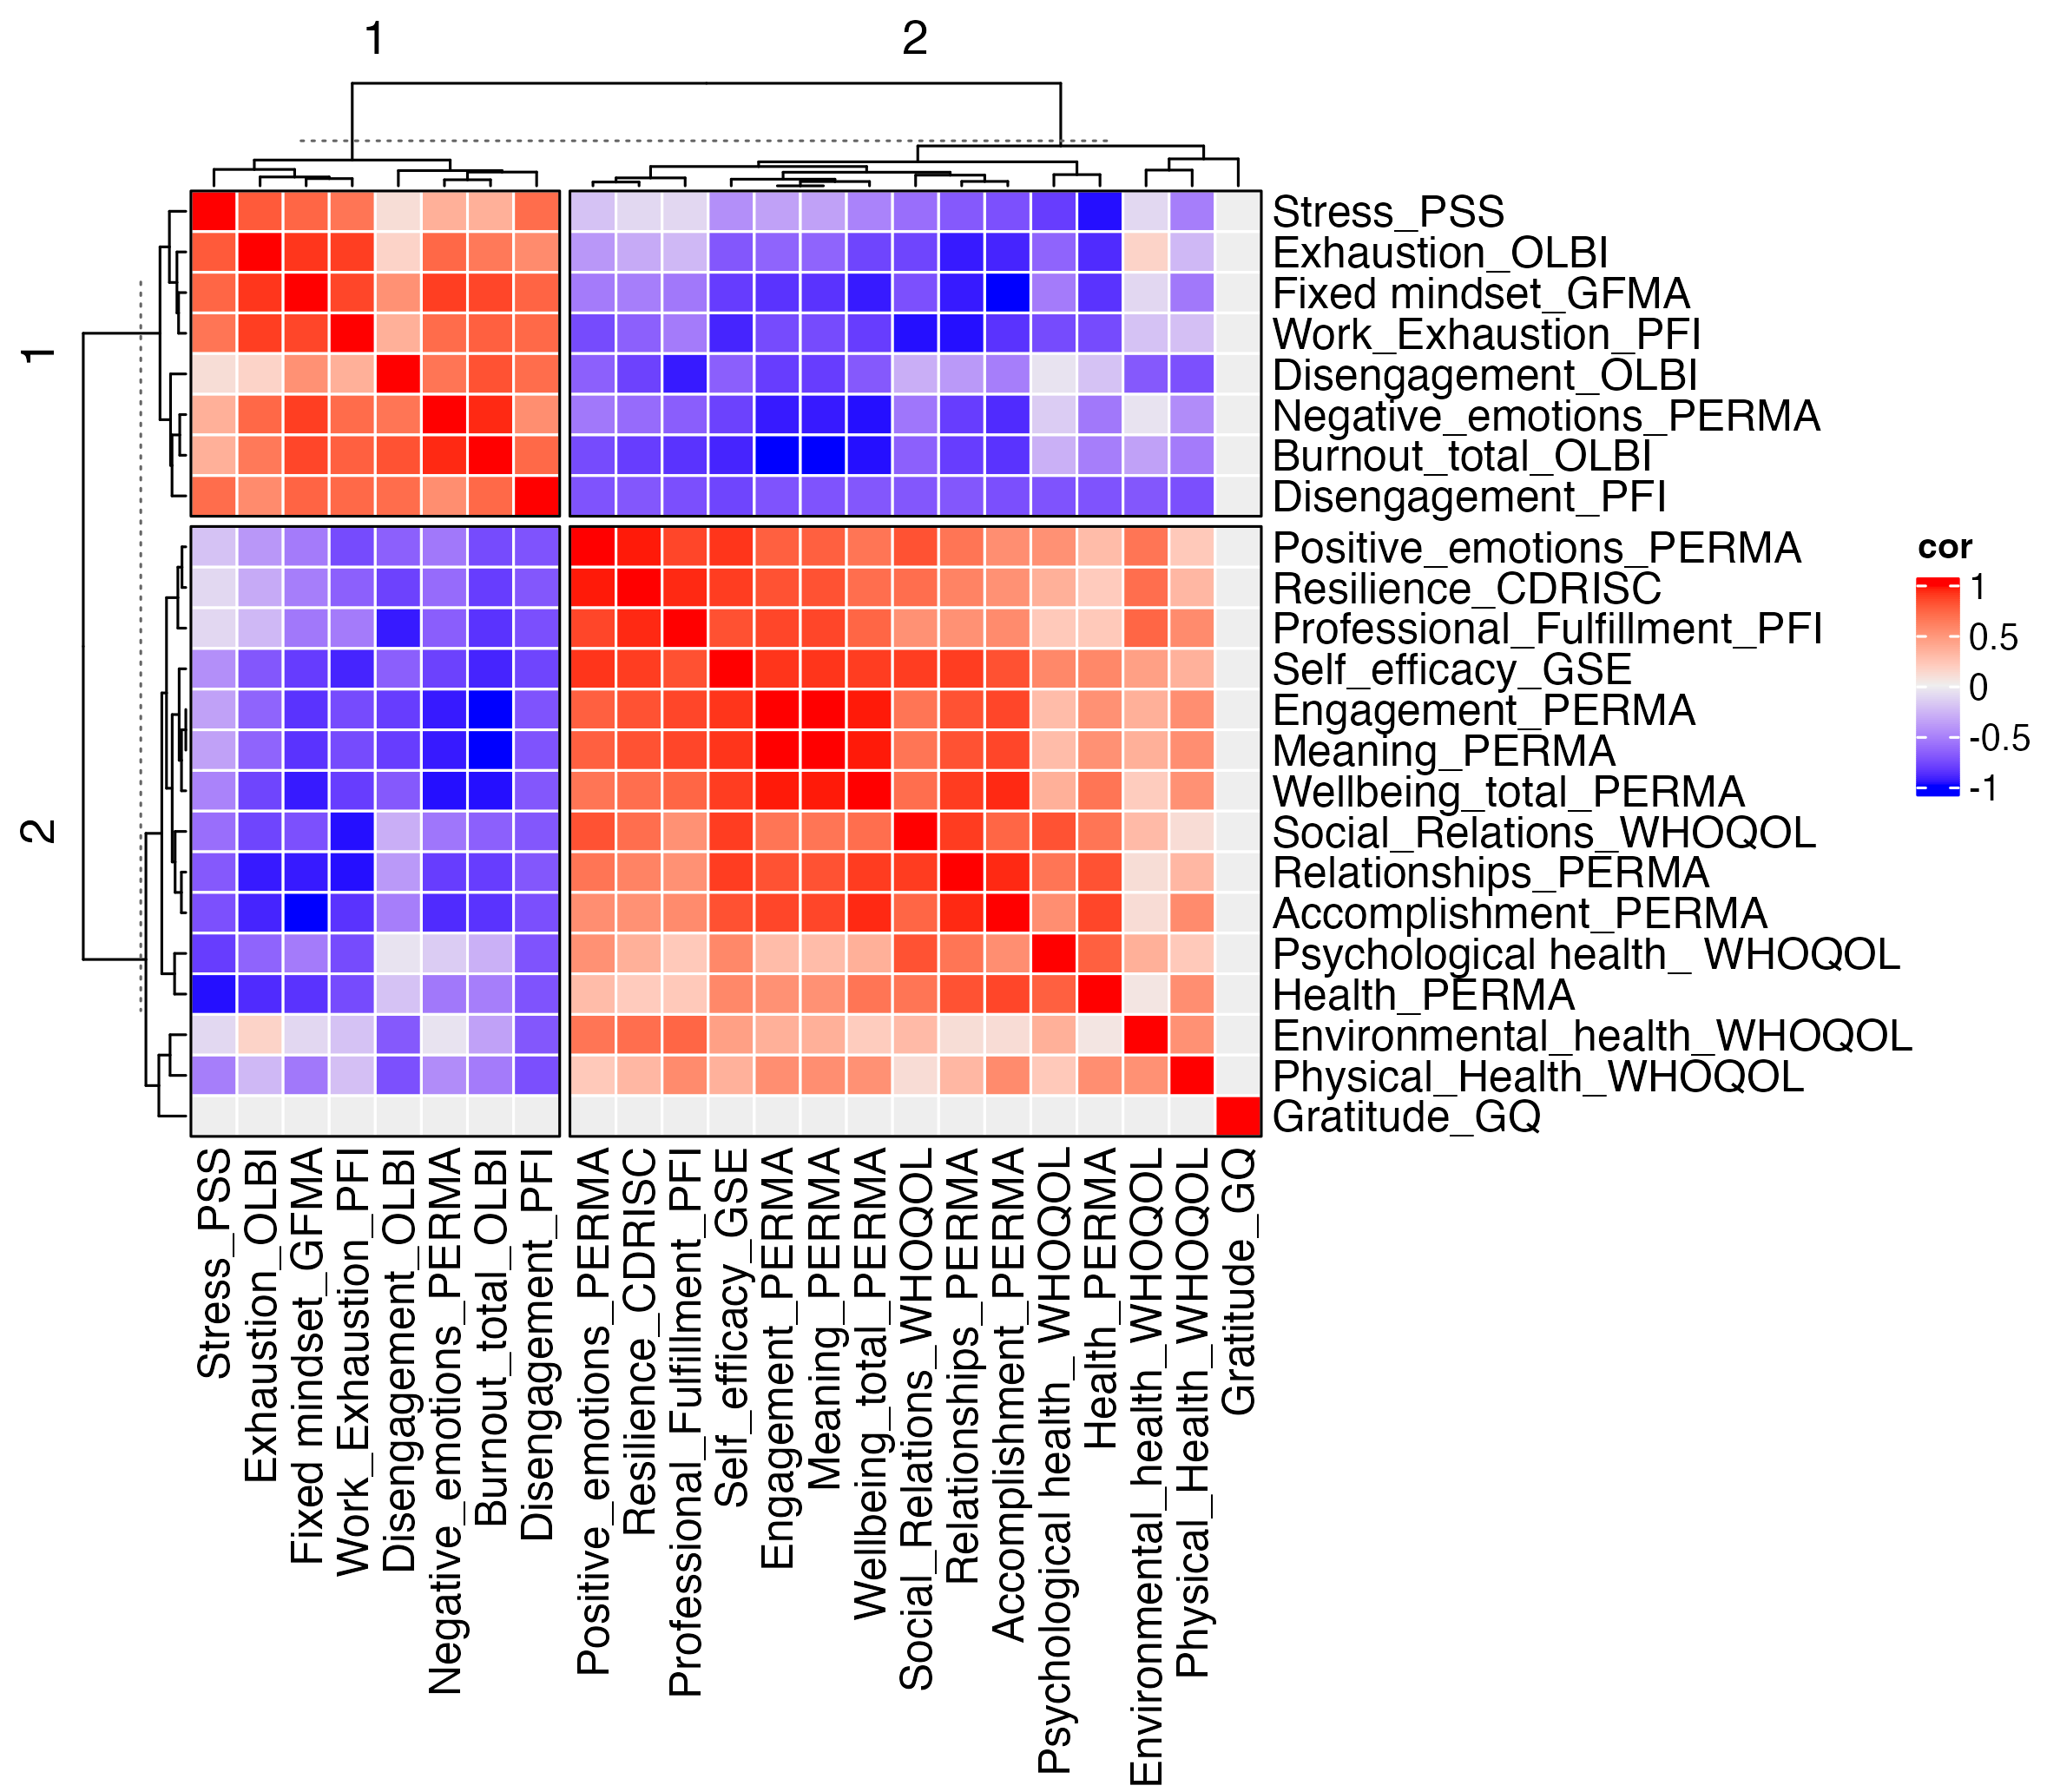 1
2
1
2
Stress_PSS
Exhaustion_OLBI
Fixed mindset_GFMA
Work_Exhaustion_PFI
Disengagement_OLBI
Negative_emotions_PERMA
Burnout_total_OLBI
Disengagement_PFI
Positive_emotions_PERMA
Resilience_CDRISC
Professional_Fulfillment_PFI
Self_efficacy_GSE
Engagement_PERMA
Meaning_PERMA
Wellbeing_total_PERMA
Social_Relations_WHOQOL
Relationships_PERMA
Accomplishment_PERMA
Psychological health_ WHOQOL
Health_PERMA
Environmental_health_WHOQOL
Physical_Health_WHOQOL
Gratitude_GQ
cor
1
0.5
0
-0.5
-1
Stress_PSS
Exhaustion_OLBI
Fixed mindset_GFMA
Work_Exhaustion_PFI
Disengagement_OLBI
Negative_emotions_PERMA
Burnout_total_OLBI
Disengagement_PFI
Positive_emotions_PERMA
Resilience_CDRISC
Professional_Fulfillment_PFI
Self_efficacy_GSE
Engagement_PERMA
Meaning_PERMA
Wellbeing_total_PERMA
Social_Relations_WHOQOL
Relationships_PERMA
Accomplishment_PERMA
Psychological health_ WHOQOL
Health_PERMA
Environmental_health_WHOQOL
Physical_Health_WHOQOL
Gratitude_GQ